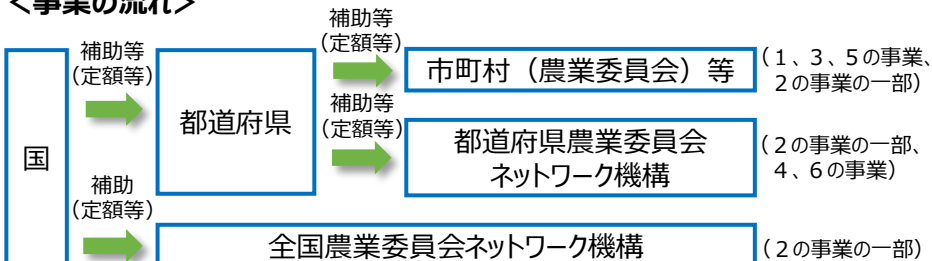 ＜事業の流れ＞
国
補助等
（定額等）
都道府県
補助等
（定額等）
市町村（農業委員会）等
（１、３、５の事業、
２の事業の一部）
補助等
（定額等）
都道府県農業委員会
ネットワーク機構
（２の事業の一部、
４、６の事業）
補助
（定額等）
全国農業委員会ネットワーク機構
（２の事業の一部）